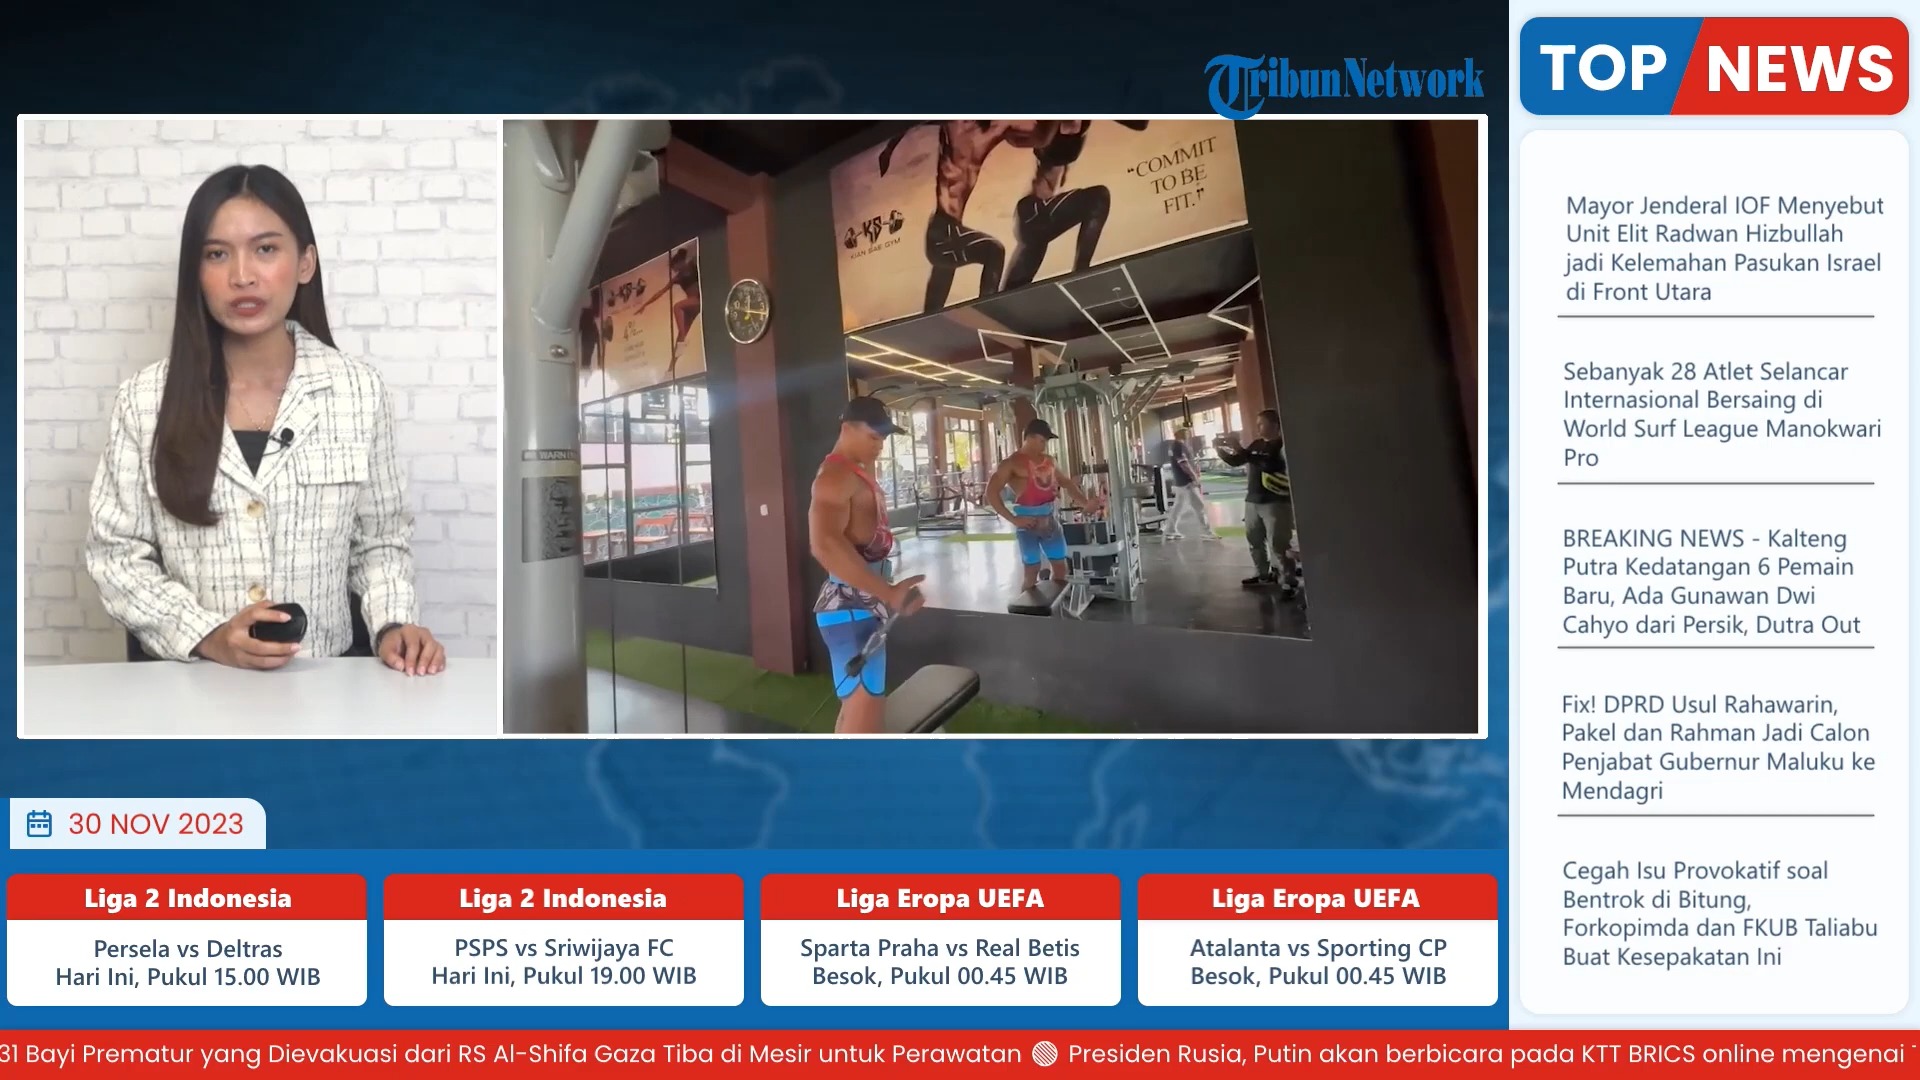 TribunNetwork
TOP NEWS
"COMMIT
TO BE
FIT."
KSG
KIAN SAE GYM
WARNING
Mayor Jenderal IOF Menyebut
Unit Elit Radwan Hizbullah
jadi Kelemahan Pasukan Israel
di Front Utara
Sebanyak 28 Atlet Selancar
Internasional Bersaing di
World Surf League Manokwari
Pro
BREAKING NEWS - Kalteng
Putra Kedatangan 6 Pemain
Baru, Ada Gunawan Dwi
Cahyo dari Persik, Dutra Out
Fix! DPRD Usul Rahawarin,
Pakel dan Rahman Jadi Calon
Penjabat Gubernur Maluku ke
Mendagri
Cegah Isu Provokatif soal
Bentrok di Bitung,
Forkopimda dan FKUB Taliabu
Buat Kesepakatan Ini
30 NOV 2023
Liga 2 Indonesia
Persela vs Deltras
Hari Ini, Pukul 15.00 WIB
Liga 2 Indonesia
PSPS vs Sriwijaya FC
Hari Ini, Pukul 19.00 WIB
Liga Eropa UEFA
Sparta Praha vs Real Betis
Besok, Pukul 00.45 WIB
Liga Eropa UEFA
Atalanta vs Sporting CP
Besok, Pukul 00.45 WIB
31 Bayi Prematur yang Dievakuasi dari RS Al-Shifa Gaza Tiba di Mesir untuk Perawatan Presiden Rusia, Putin akan berbicara pada KTT BRICS online mengenai